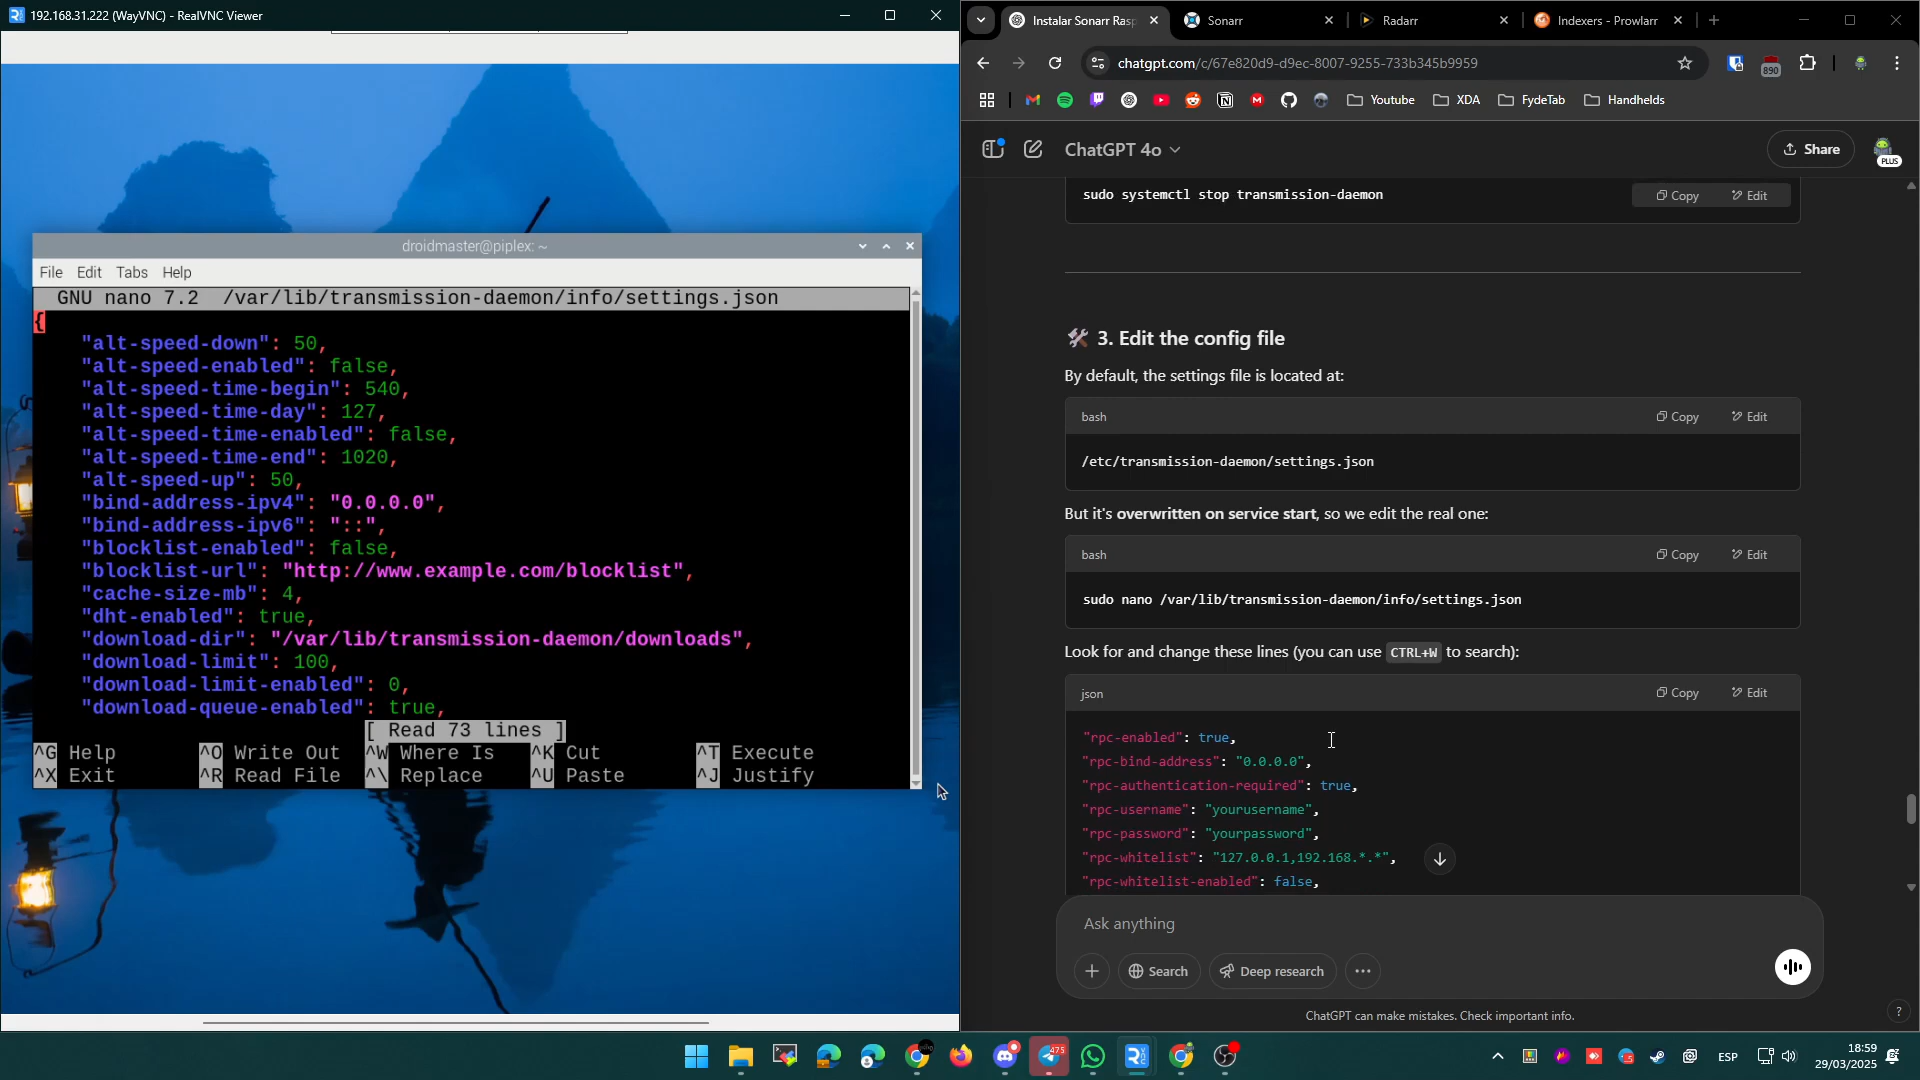 192.168.31.222 (WayVNC) - RealVNC Viewer
droidmaster@piplex: ~
File Edit Tabs Help
GNU nano 7.2 /var/lib/transmission-daemon/info/settings.json
{
"alt-speed-down": 50,
"alt-speed-enabled": false,
"alt-speed-time-begin": 540,
"alt-speed-time-day": 127,
"alt-speed-time-enabled": false,
"alt-speed-time-end": 1020,
"alt-speed-up": 50,
"bind-address-ipv4": "0.0.0.0",
"bind-address-ipv6": "::",
"blocklist-enabled": false,
"blocklist-url": "http://www.example.com/blocklist",
"cache-size-mb": 4,
"dht-enabled": true,
"download-dir": "/var/lib/transmission-daemon/downloads",
"download-limit": 100,
"download-limit-enabled": 0,
"download-queue-enabled": true,
[ Read 73 lines ]
^G Help ^O Write Out ^W Where Is ^K Cut ^T Execute
^X Exit ^R Read File ^\ Replace ^U Paste ^J Justify
Instalar Sonarr Rasp Sonarr Radarr Indexers - Prowlarr
chatgpt.com/c/67e820d9-d9ec-8007-9255-733b345b9959
890
Youtube XDA FydeTab Handhelds
ChatGPT 4o Share PLUS
sudo systemctl stop transmission-daemon Copy Edit
3. Edit the config file
By default, the settings file is located at:
bash Copy Edit
/etc/transmission-daemon/settings.json
But it's overwritten on service start, so we edit the real one:
bash Copy Edit
sudo nano /var/lib/transmission-daemon/info/settings.json
Look for and change these lines (you can use CTRL+W to search):
json Copy Edit
"rpc-enabled": true,
"rpc-bind-address": "0.0.0.0",
"rpc-authentication-required": true,
"rpc-username": "yourusername",
"rpc-password": "yourpassword",
"rpc-whitelist": "127.0.0.1,192.168.*.*",
"rpc-whitelist-enabled": false,
Ask anything
Search Deep research
ChatGPT can make mistakes. Check important info.
?
475
ESP
18:59
29/03/2025